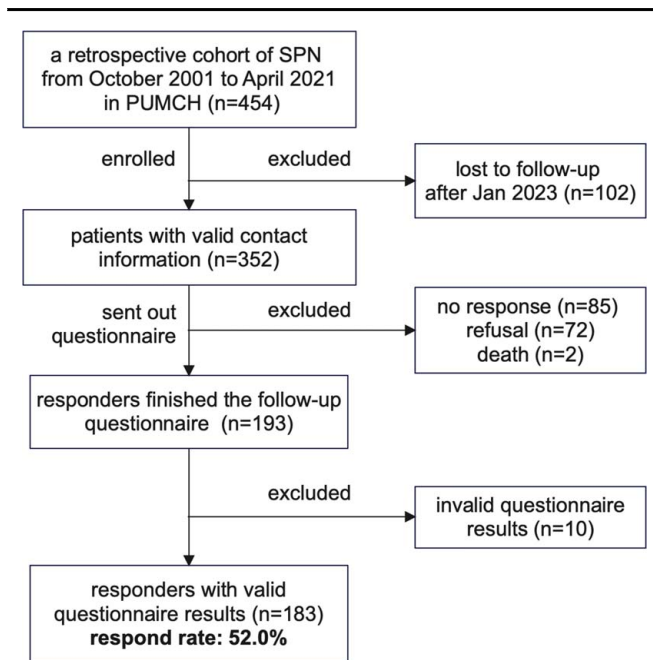 a retrospective cohort of SPN
from October 2001 to April 2021
in PUMCH (n=454)
enrolled
excluded
lost to follow-up
after Jan 2023 (n=102)
patients with valid contact
information (n=352)
sent out
questionnaire
excluded
no response (n=85)
refusal (n=72)
death (n=2)
responders finished the follow-up
questionnaire (n=193)
excluded
invalid questionnaire
results (n=10)
responders with valid
questionnaire results (n=183)
respond rate: 52.0%